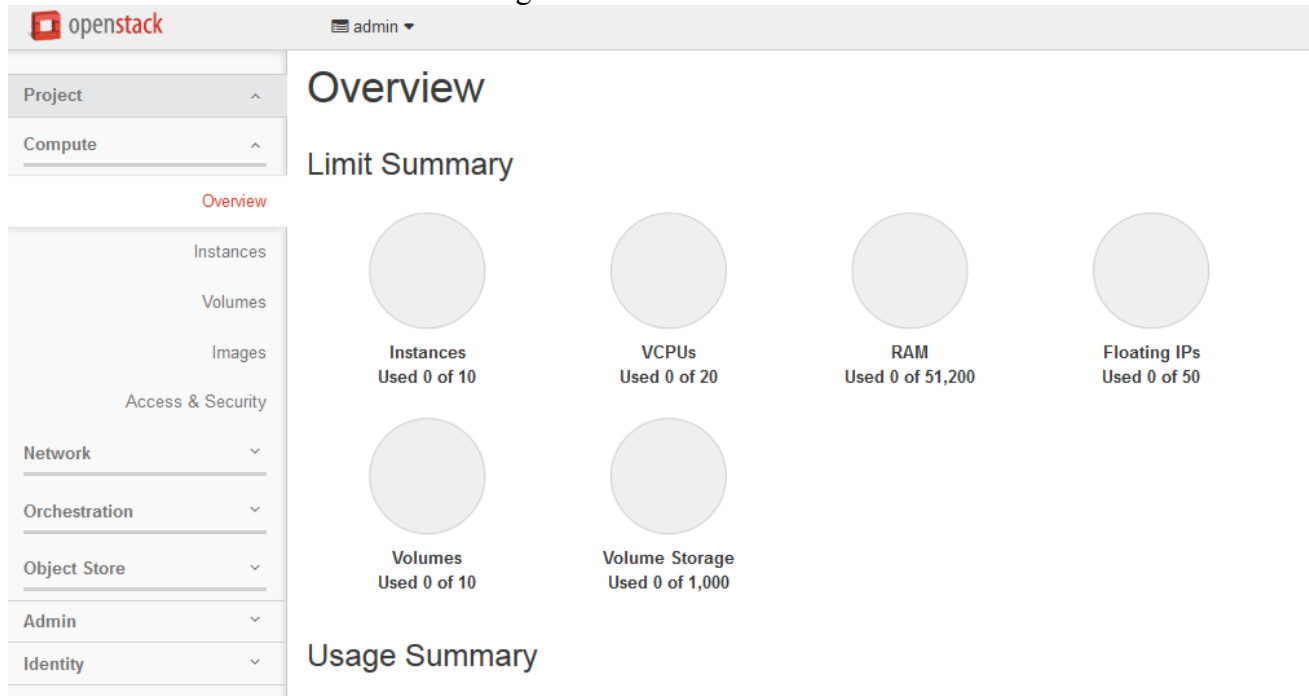 openstack
admin
Project
Compute
Overview
Instances
Volumes
Images
Access & Security
Network
Orchestration
Object Store
Admin
Identity
Overview
Limit Summary
Instances
Used 0 of 10
VCPUs
Used 0 of 20
RAM
Used 0 of 51,200
Floating IPs
Used 0 of 50
Volumes
Used 0 of 10
Volume Storage
Used 0 of 1,000
Usage Summary